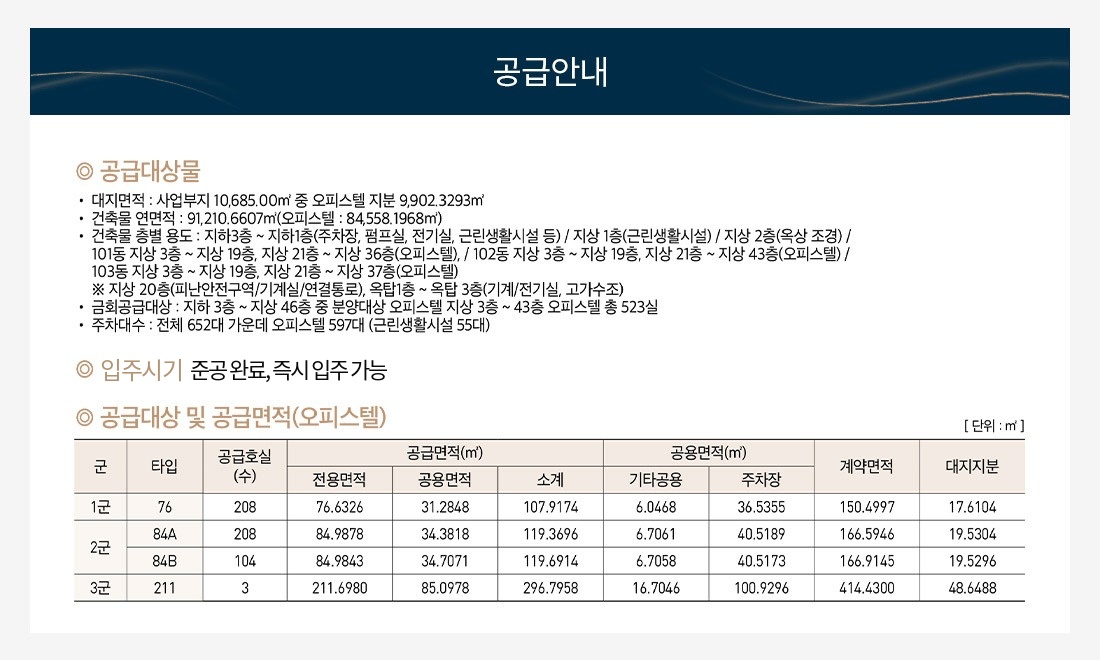 공급안내
◎ 공급대상물
• 대지면적 : 사업부지 10,685.00㎡ 중 오피스텔 지분 9,902.3293㎡
• 건축물 연면적 : 91,210.6607㎡(오피스텔 : 84,558.1968㎡)
• 건축물 층별 용도 : 지하3층 ~ 지하1층(주차장, 펌프실, 전기실, 근린생활시설 등) / 지상 1층(근린생활시설) / 지상 2층(옥상 조경) /
101동 지상 3층 ~ 지상 19층, 지상 21층 ~ 지상 36층(오피스텔), / 102동 지상 3층 ~ 지상 19층, 지상 21층 ~ 지상 43층(오피스텔) /
103동 지상 3층 ~ 지상 19층, 지상 21층 ~ 지상 37층(오피스텔)
※ 지상 20층(피난안전구역/기계실/연결통로), 옥탑1층 ~ 옥탑 3층(기계/전기실, 고가수조)
• 금회공급대상 : 지하 3층 ~ 지상 46층 중 분양대상 오피스텔 지상 3층 ~ 43층 오피스텔 총 523실
• 주차대수 : 전체 652대 가운데 오피스텔 597대 (근린생활시설 55대)
◎ 입주시기 준공 완료, 즉시 입주 가능
◎ 공급대상 및 공급면적(오피스텔)
[ 단위 : ㎡ ]
군 타입 공급호실(수) 공급면적(㎡) 공용면적(㎡) 계약면적 대지지분
전용면적 공용면적 소계 기타공용 주차장
1군 76 208 76.6326 31.2848 107.9174 6.0468 36.5355 150.4997 17.6104
2군 84A 208 84.9878 34.3818 119.3696 6.7061 40.5189 166.5946 19.5304
84B 104 84.9843 34.7071 119.6914 6.7058 40.5173 166.9145 19.5296
3군 211 3 211.6980 85.0978 296.7958 16.7046 100.9296 414.4300 48.6488